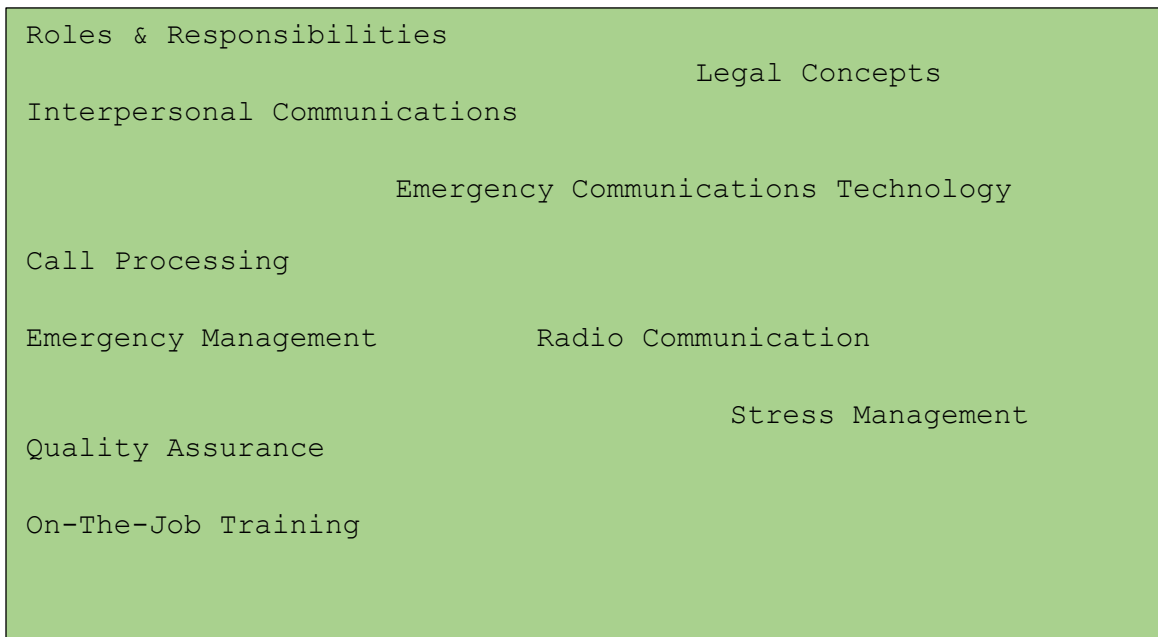 Roles & Responsibilities
Legal Concepts
Interpersonal Communications
Emergency Communications Technology
Call Processing
Emergency Management Radio Communication
Stress Management
Quality Assurance
On-The-Job Training